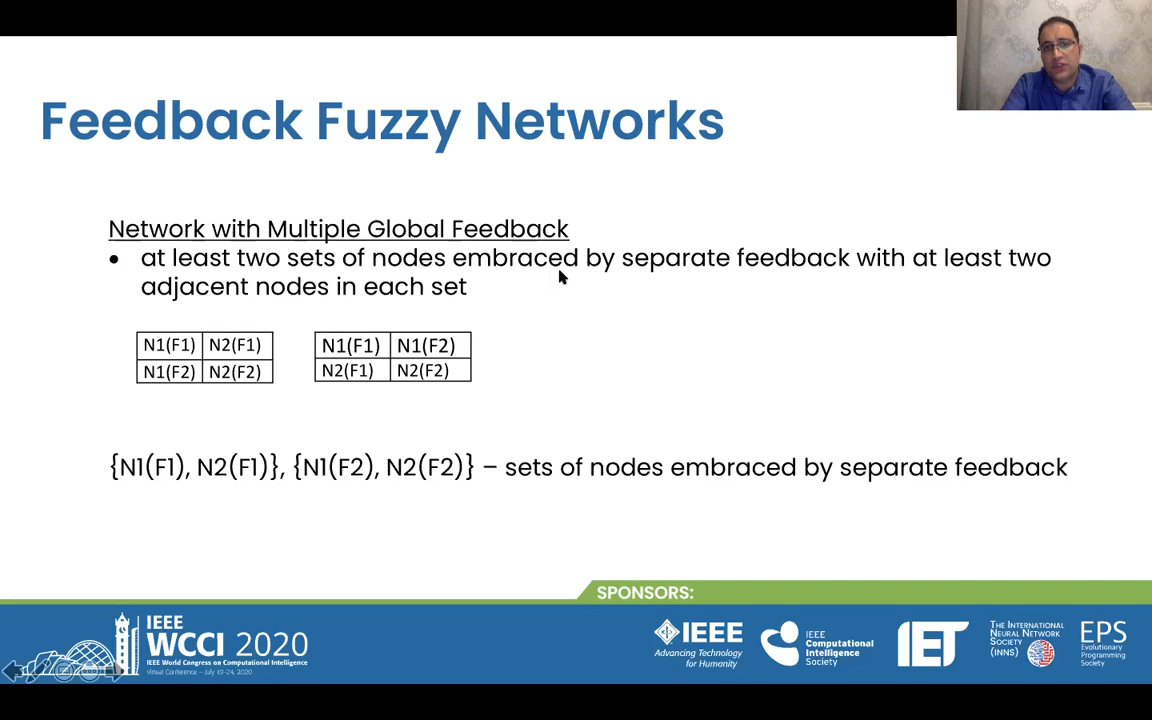 Feedback Fuzzy Networks
Network with Multiple Global Feedback
• at least two sets of nodes embraced by separate feedback with at least two
adjacent nodes in each set
N1(F1) N2(F1)
N1(F2) N2(F2)
N1(F1) N1(F2)
N2(F1) N2(F2)
{N1(F1), N2(F1)}, {N1(F2), N2(F2)} – sets of nodes embraced by separate feedback
SPONSORS:
IEEE
WCCI 2020
IEEE World Congress on Computational Intelligence
Virtual Conference – July 19-24, 2020
IEEE
Advancing Technology
for Humanity
IEEE
Computational
Intelligence
Society
IET
THE INTERNATIONAL
NEURAL NETWORK
SOCIETY
(INNS)
EPS
Evolutionary
Programming
Society